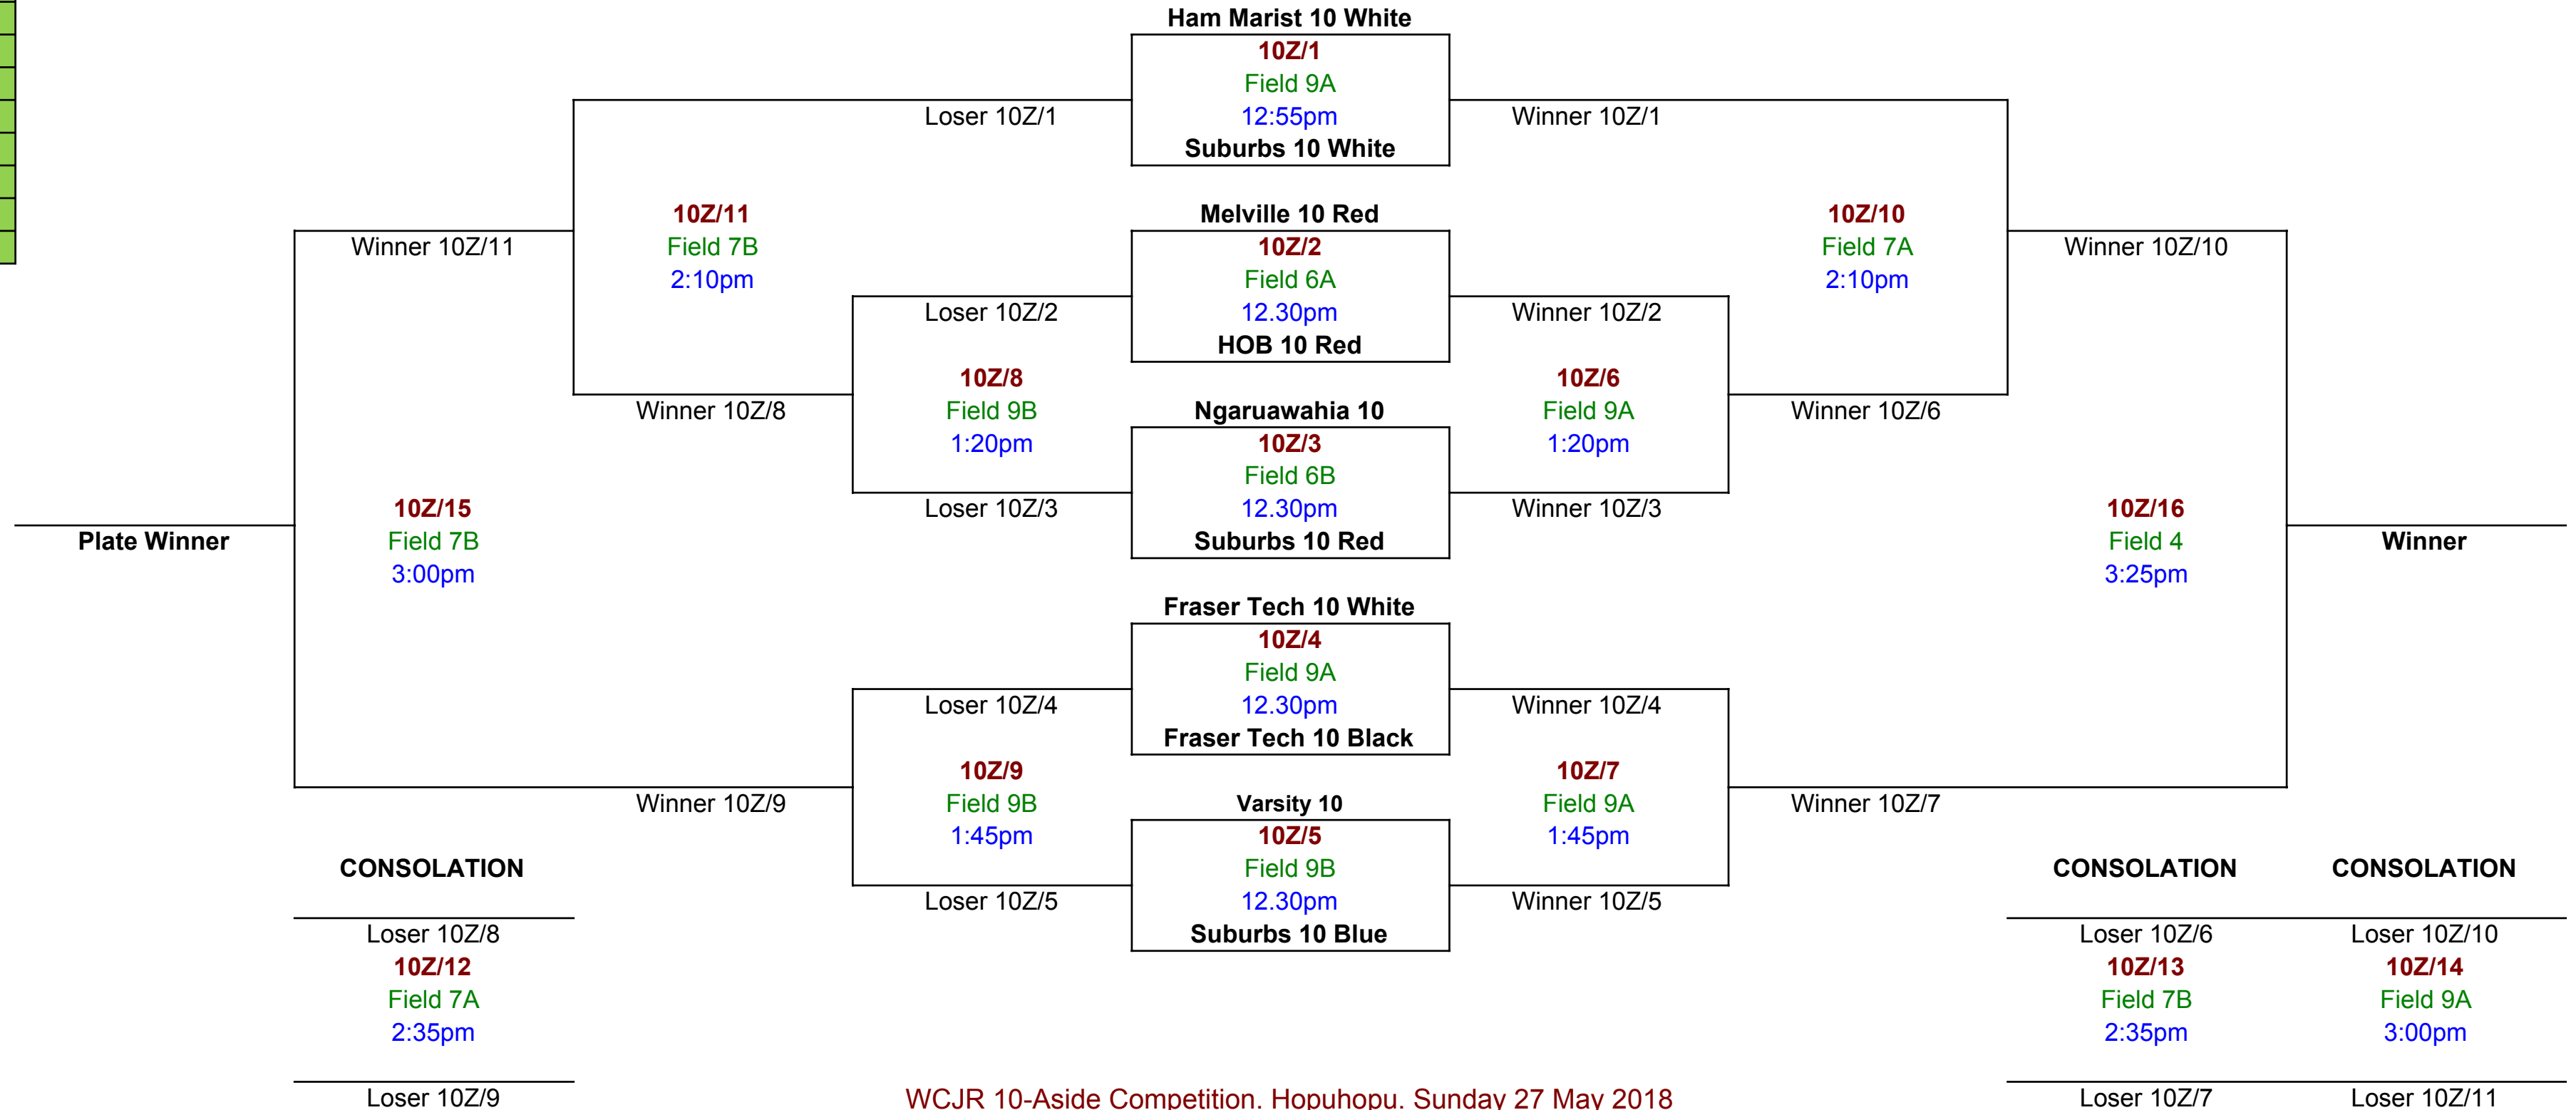 Ham Marist 10 White
10Z/1
Field 9A
Loser 10Z/1
12:55pm
Winner 10Z/1
Suburbs 10 White
10Z/11
Melville 10 Red
10Z/10
Winner 10Z/11
Field 7B
10Z/2
Field 7A
Winner 10Z/10
2:10pm
Field 6A
2:10pm
Loser 10Z/2
12.30pm
Winner 10Z/2
HOB 10 Red
10Z/8
10Z/6
Winner 10Z/8
Field 9B
Ngaruawahia 10
Field 9A
Winner 10Z/6
1:20pm
10Z/3
1:20pm
Field 6B
10Z/15
Loser 10Z/3
12.30pm
Winner 10Z/3
10Z/16
Plate Winner
Field 7B
Suburbs 10 Red
Field 4
Winner
3:00pm
3:25pm
Fraser Tech 10 White
10Z/4
Field 9A
Loser 10Z/4
12.30pm
Winner 10Z/4
Fraser Tech 10 Black
10Z/9
10Z/7
Winner 10Z/9
Field 9B
Varsity 10
Field 9A
Winner 10Z/7
1:45pm
10Z/5
1:45pm
CONSOLATION
Field 9B
CONSOLATION
CONSOLATION
Loser 10Z/5
12.30pm
Winner 10Z/5
Loser 10Z/8
Suburbs 10 Blue
Loser 10Z/6
Loser 10Z/10
10Z/12
10Z/13
10Z/14
Field 7A
Field 7B
Field 9A
2:35pm
2:35pm
3:00pm
Loser 10Z/9
WCJR 10-Aside Competition. Hopuhopu. Sunday 27 May 2018
Loser 10Z/7
Loser 10Z/11